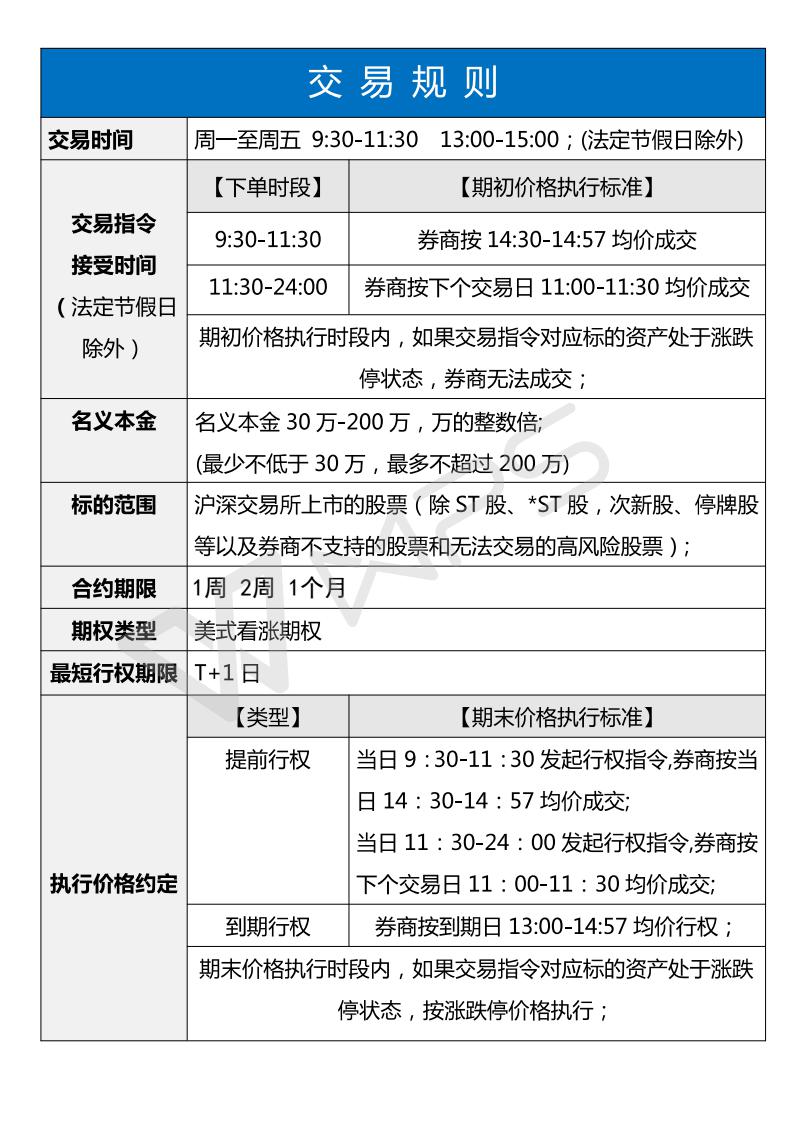 交易规则
交易时间
周一至周五 9:30-11:30 13:00-15:00；(法定节假日除外)
交易指令
接受时间
（法定节假日
除外）
【下单时段】 【期初价格执行标准】
9:30-11:30 券商按 14:30-14:57 均价成交
11:30-24:00 券商按下个交易日 11:00-11:30 均价成交
期初价格执行时段内，如果交易指令对应标的资产处于涨跌
停状态，券商无法成交；
名义本金
名义本金 30 万-200 万，万的整数倍;
(最少不低于 30 万，最多不超过 200 万)
标的范围
沪深交易所上市的股票（除 ST 股、*ST 股，次新股、停牌股
等以及券商不支持的股票和无法交易的高风险股票）;
合约期限
1周 2周 1个月
期权类型
美式看涨期权
最短行权期限
T+1 日
执行价格约定
【类型】 【期末价格执行标准】
提前行权
当日 9：30-11：30 发起行权指令,券商按当
日 14：30-14：57 均价成交;
当日 11：30-24：00 发起行权指令,券商按
下个交易日 11：00-11：30 均价成交;
到期行权 券商按到期日 13:00-14:57 均价行权；
期末价格执行时段内，如果交易指令对应标的资产处于涨跌
停状态，按涨跌停价格执行；
WAPS